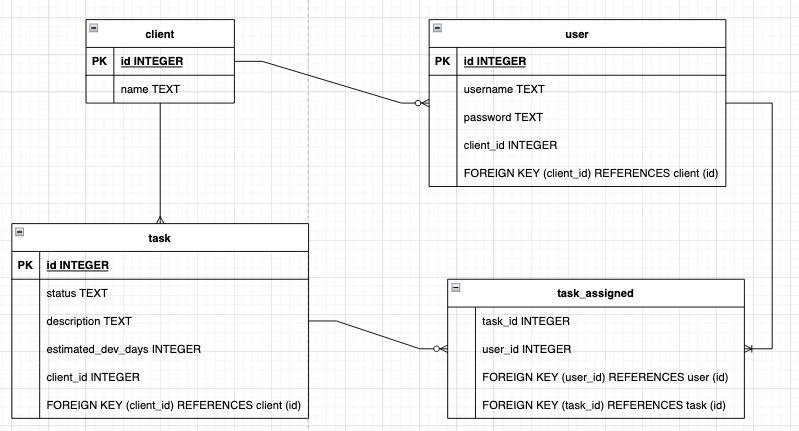 client
PK id INTEGER
name TEXT
user
PK id INTEGER
username TEXT
password TEXT
client_id INTEGER
FOREIGN KEY (client_id) REFERENCES client (id)
task
PK id INTEGER
status TEXT
description TEXT
estimated_dev_days INTEGER
client_id INTEGER
FOREIGN KEY (client_id) REFERENCES client (id)
task_assigned
task_id INTEGER
user_id INTEGER
FOREIGN KEY (user_id) REFERENCES user (id)
FOREIGN KEY (task_id) REFERENCES task (id)